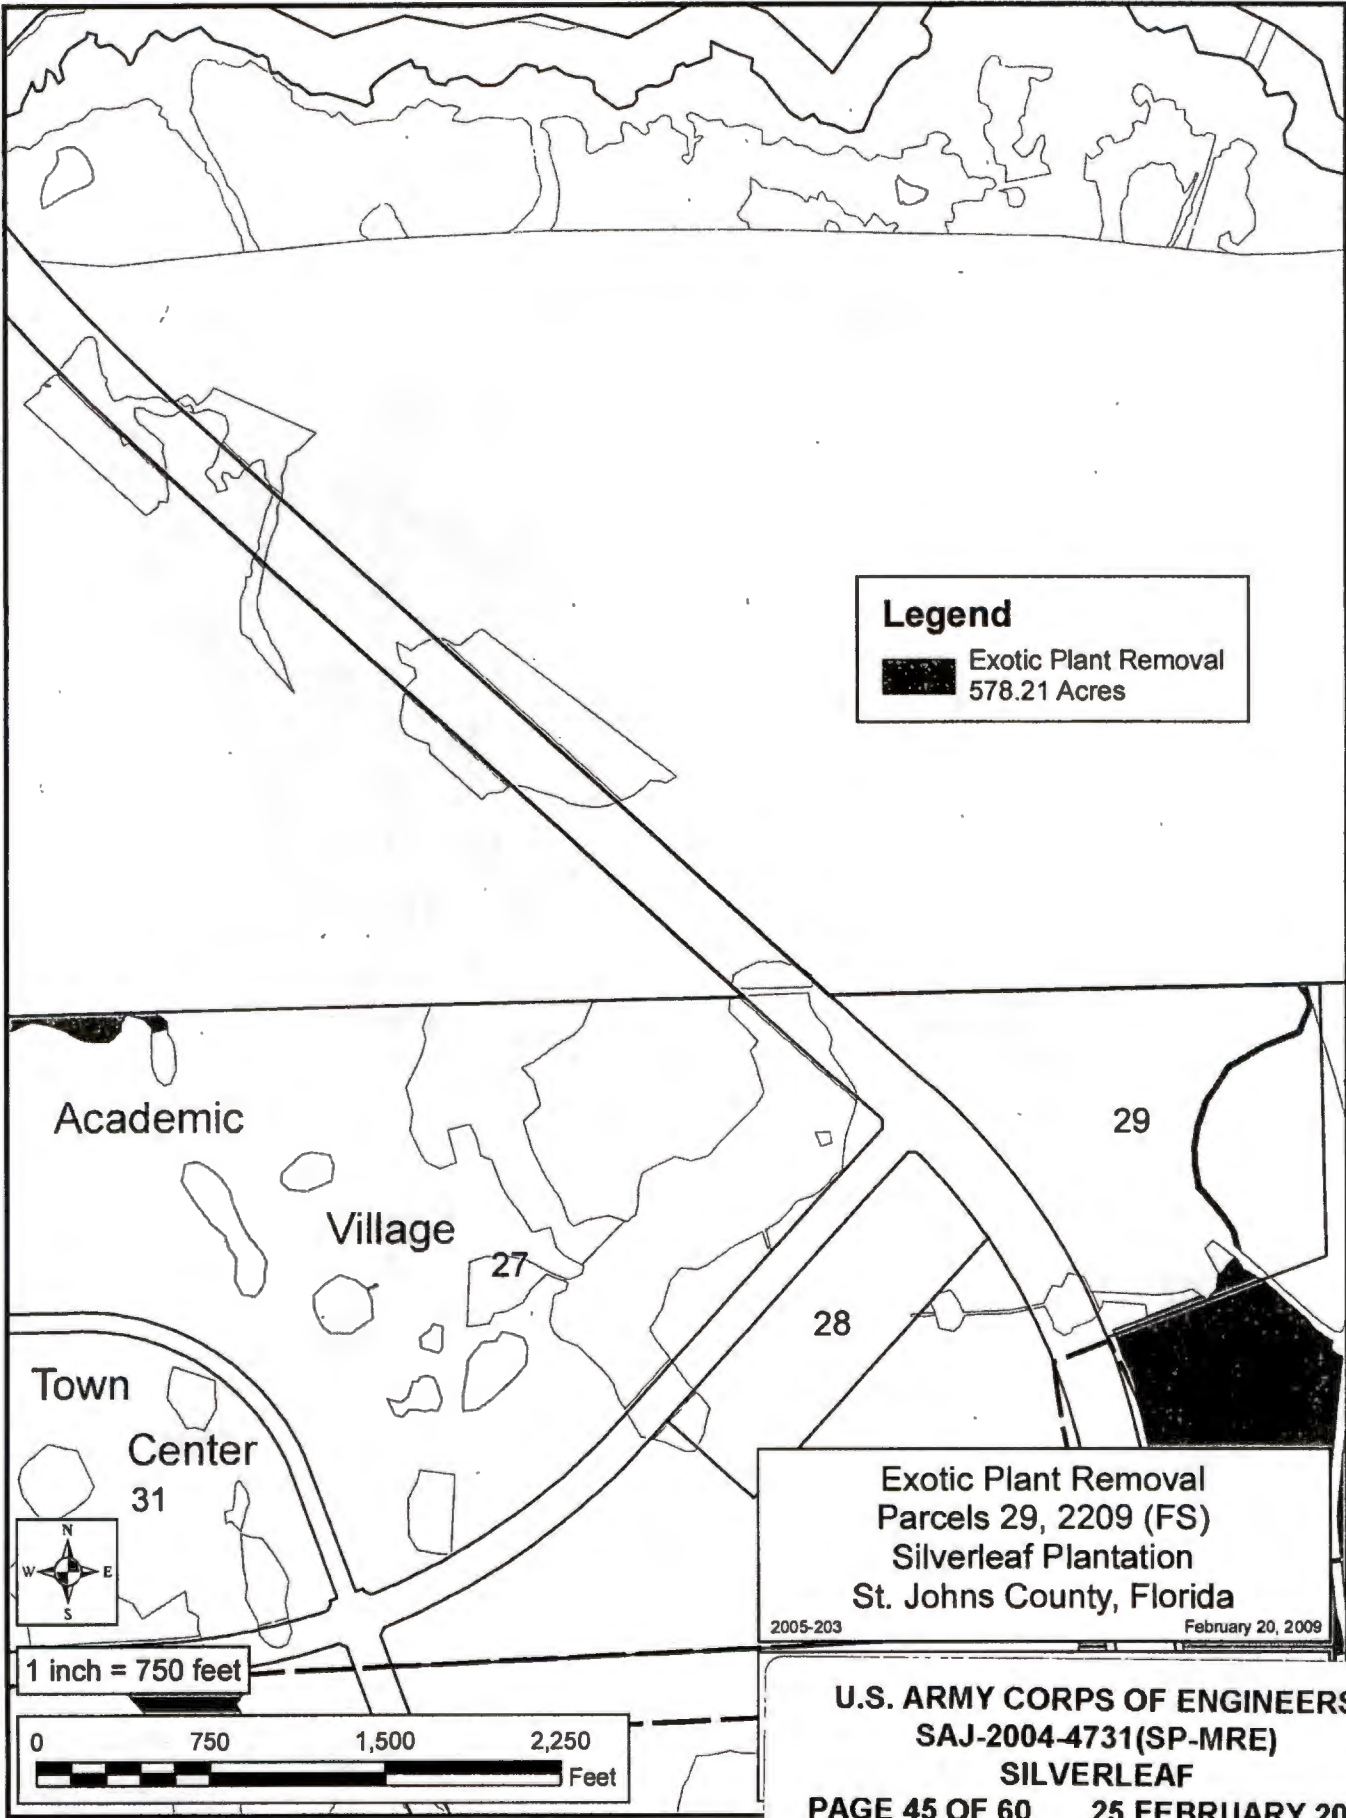 Legend
Exotic Plant Removal
578.21 Acres
Academic
29
Village
27
28
Town
Center
31
N
W E
S
Exotic Plant Removal
Parcels 29, 2209 (FS)
Silverleaf Plantation
St. Johns County, Florida
2005-203 February 20, 2009
1 inch = 750 feet
0 750 1,500 2,250
Feet
U.S. ARMY CORPS OF ENGINEERS
SAJ-2004-4731(SP-MRE)
SILVERLEAF
PAGE 45 OF 60 25 FEBRUARY 20